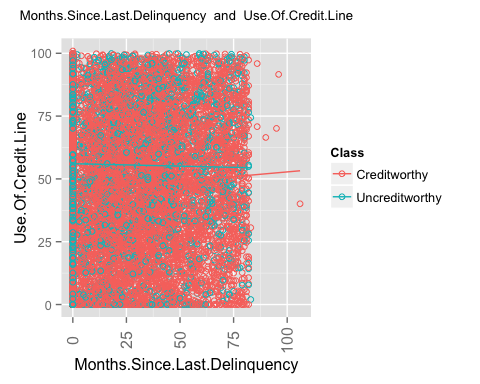 Months.Since.Last.Delinquency and Use.Of.Credit.Line
100
75
50
25
0
Use.Of.Credit.Line
0
25
50
75
100
Months.Since.Last.Delinquency
Class
Creditworthy
Uncreditworthy